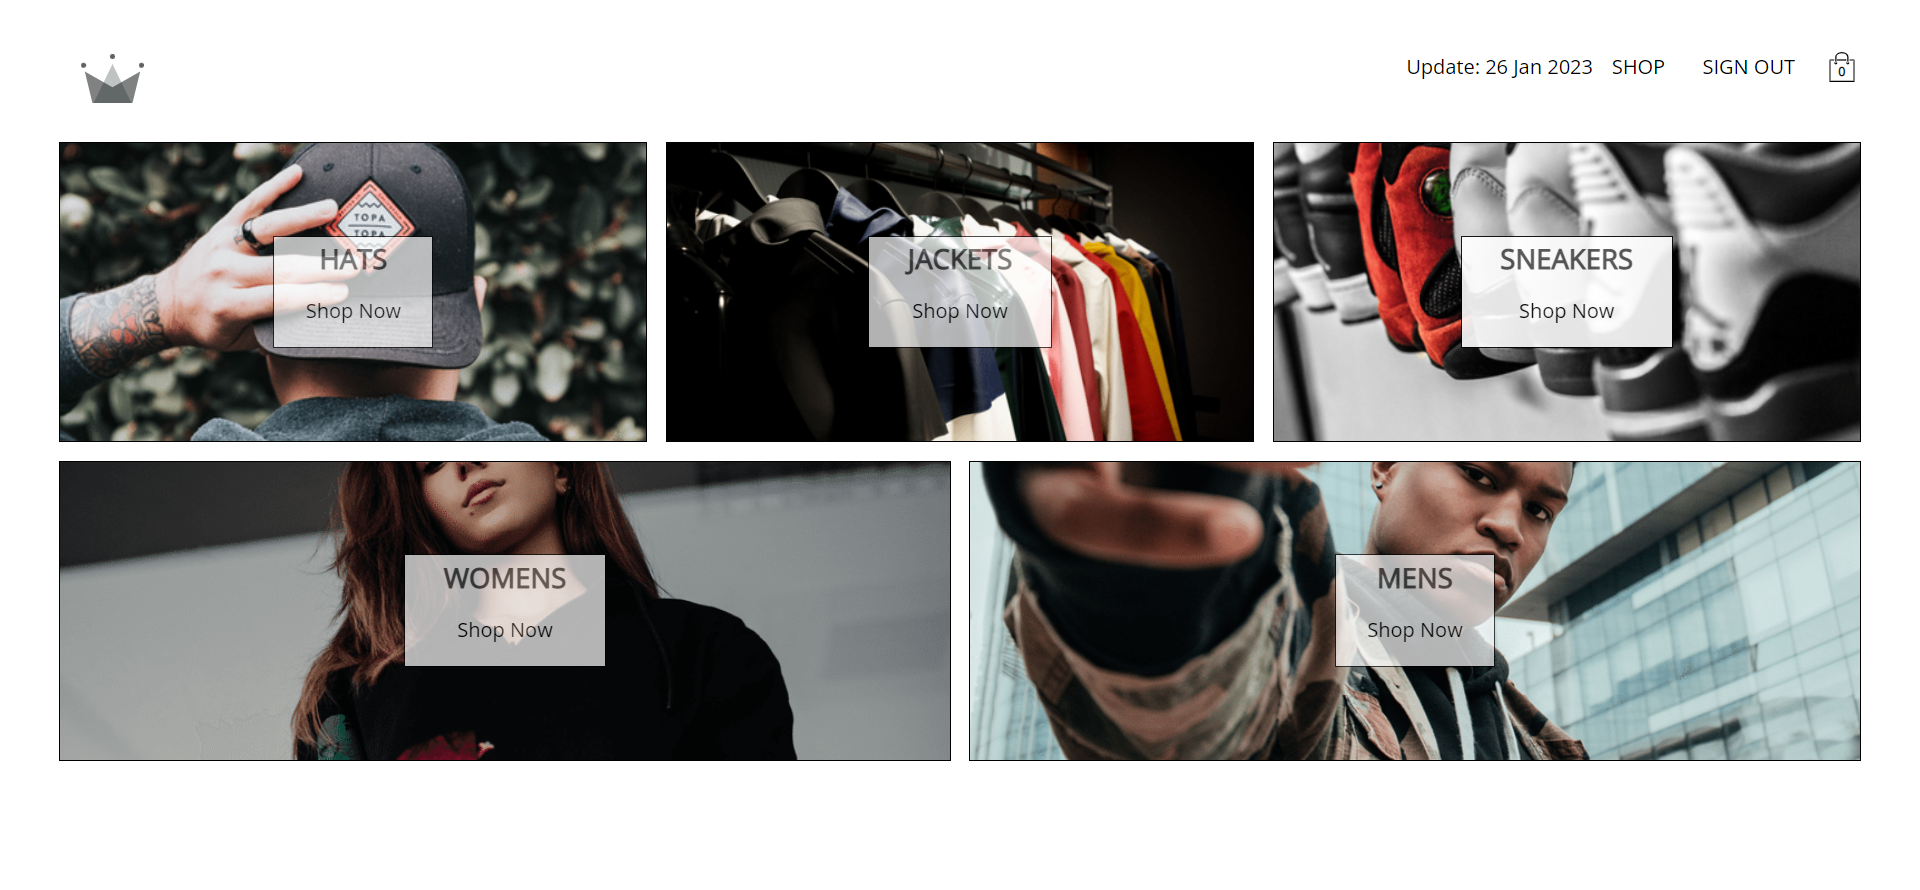 Update: 26 Jan 2023 SHOP SIGN OUT 0
TOPA
TOPA
HATS
Shop Now
JACKETS
Shop Now
SNEAKERS
Shop Now
WOMENS
Shop Now
MENS
Shop Now